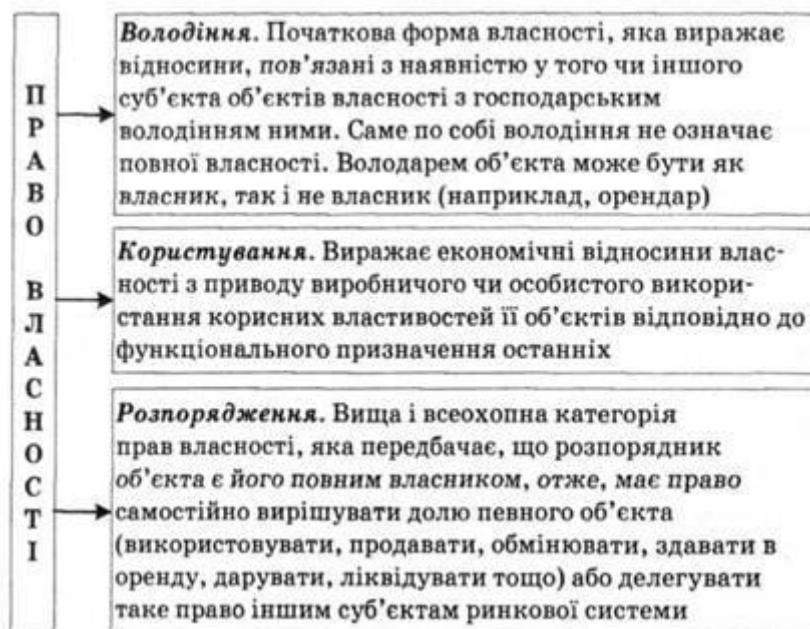 ПРАВО ВЛАСНОСТІ
Володіння. Початкова форма власності, яка виражає
відносини, пов’язані з наявністю у того чи іншого
суб’єкта об’єктів власності з господарським
володінням ними. Саме по собі володіння не означає
повної власності. Володарем об’єкта може бути як
власник, так і не власник (наприклад, орендар)
Користування. Виражає економічні відносини влас-
ності з приводу виробничого чи особистого викори-
стання корисних властивостей її об’єктів відповідно до
функціонального призначення останніх
Розпорядження. Вища і всеохопна категорія
прав власності, яка передбачає, що розпорядник
об’єкта є його повним власником, отже, має право
самостійно вирішувати долю певного об’єкта
(використовувати, продавати, обмінювати, здавати в
оренду, дарувати, ліквідувати тощо) або делегувати
таке право іншим суб’єктам ринкової системи